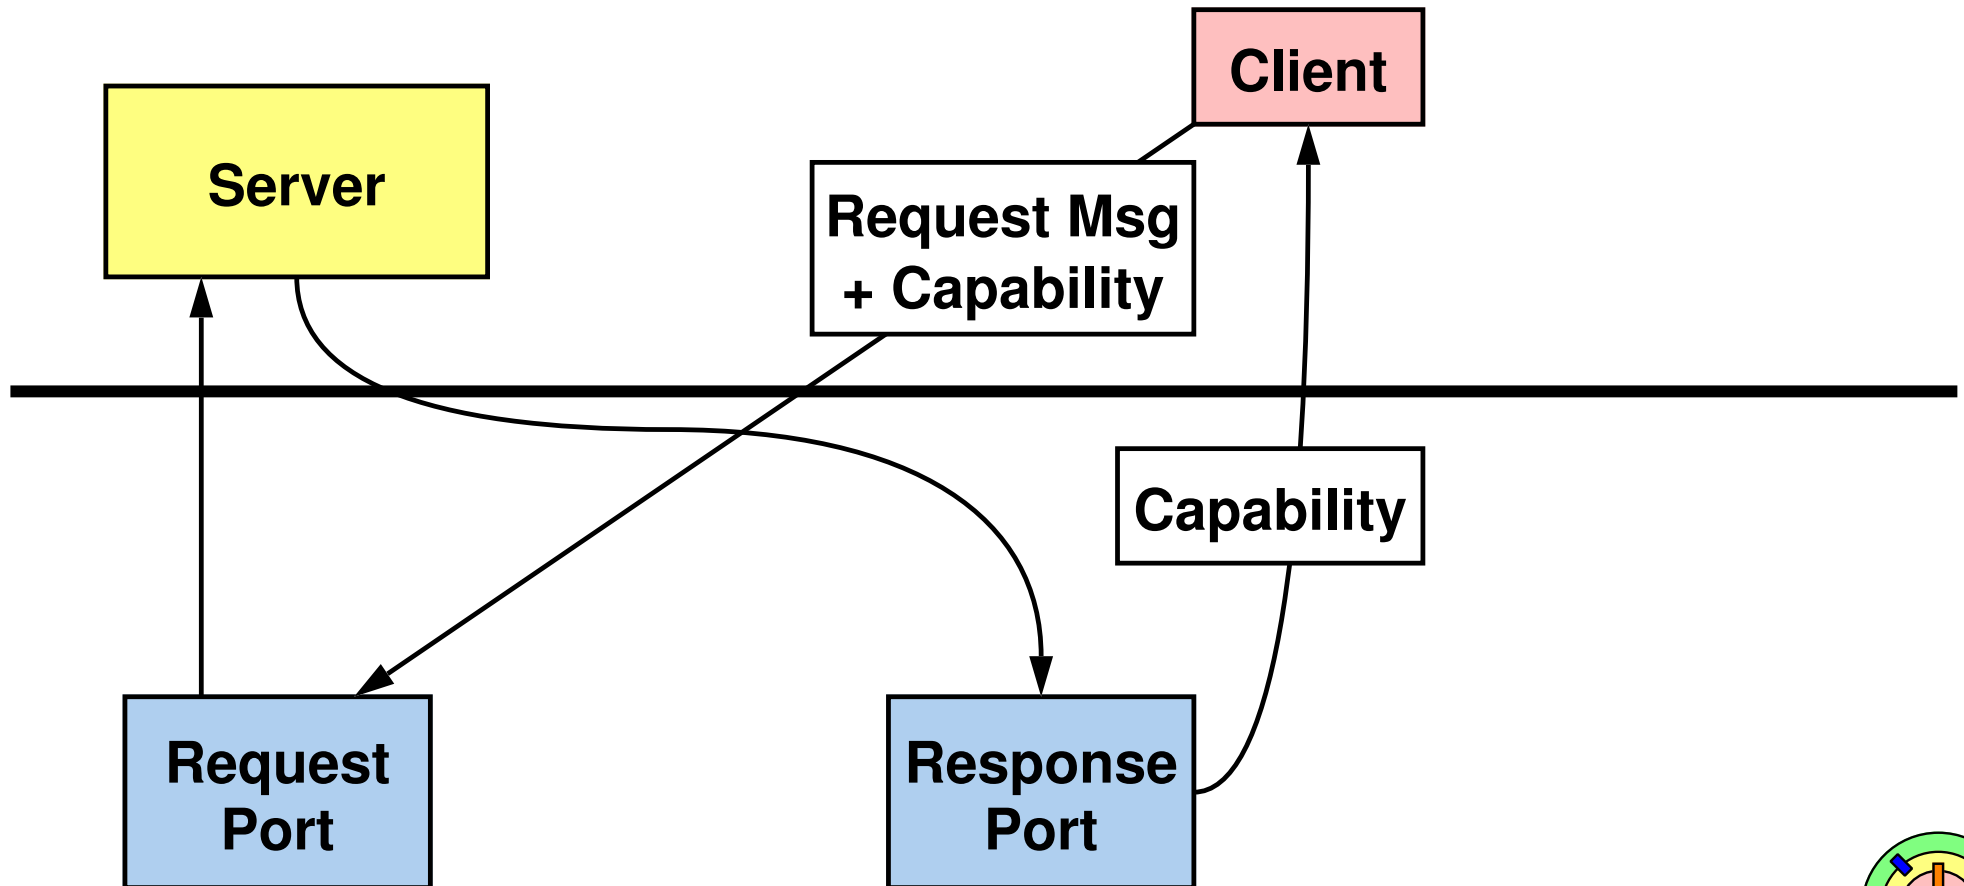 Client
Server
Request Msg
+ Capability
Capability
Request
Port
Response
Port